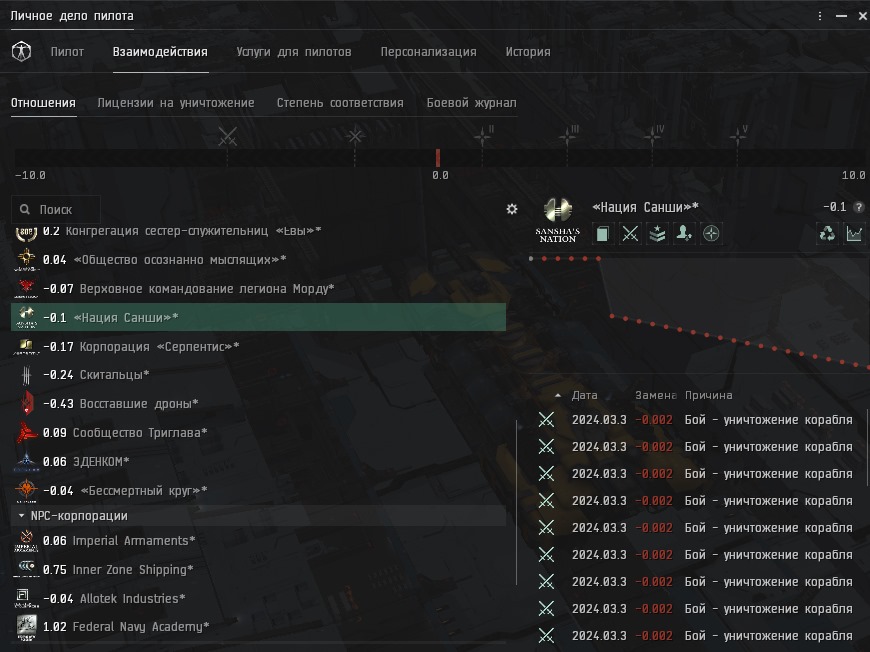 Личное дело пилота
Пилот Взаимодействия Услуги для пилотов Персонализация История
Отношения Лицензии на уничтожение Степень соответствия Боевой журнал
II III IV V
-10.0 0.0 10.0
Поиск
0.2 Конгрегация сестер-служительниц «Евы»*
0.04 «Общество осознанно мыслящих»*
-0.07 Верховное командование легиона Морду*
-0.1 «Нация Санши»*
-0.17 Корпорация «Серпентис»*
-0.24 Скитальцы*
-0.43 Восставшие дроны*
0.09 Сообщество Триглава*
0.06 ЭДЕНКОМ*
-0.04 «Бессмертный круг»*
NPC-корпорации
0.06 Imperial Armaments*
0.75 Inner Zone Shipping*
-0.04 Allotek Industries*
1.02 Federal Navy Academy*
«Нация Санши»* -0.1 ?
SANSHA'S
NATION
Дата Замена Причина
2024.03.3 -0.002 Бой - уничтожение корабля
2024.03.3 -0.002 Бой - уничтожение корабля
2024.03.3 -0.002 Бой - уничтожение корабля
2024.03.3 -0.002 Бой - уничтожение корабля
2024.03.3 -0.002 Бой - уничтожение корабля
2024.03.3 -0.002 Бой - уничтожение корабля
2024.03.3 -0.002 Бой - уничтожение корабля
2024.03.3 -0.002 Бой - уничтожение корабля
2024.03.3 -0.002 Бой - уничтожение корабля